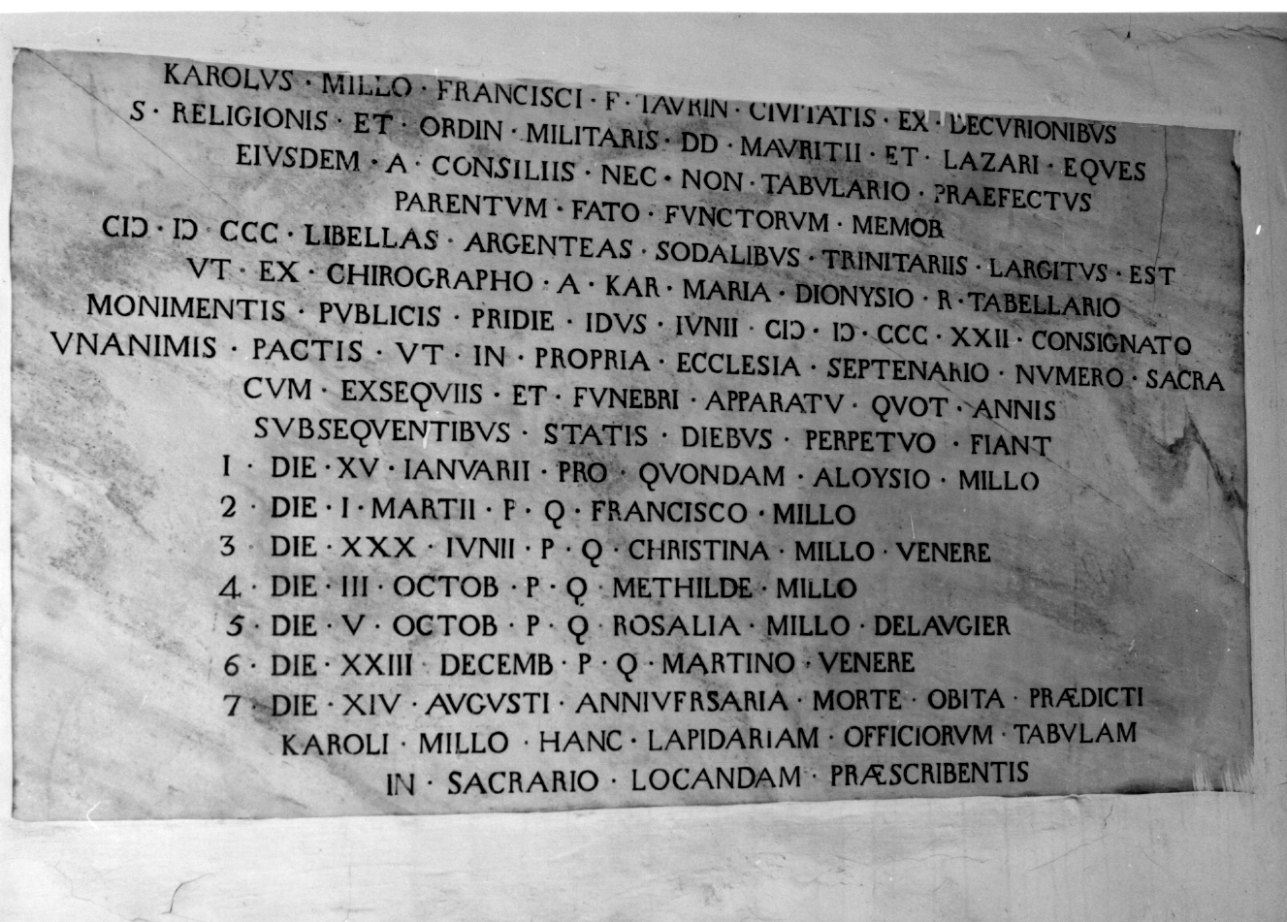 KAROLVS · MILLO · FRANCISCI · F · TAVRIN · CIVITATIS · EX · DECVRIONIBVS
S · RELIGIONIS · ET · ORDIN · MILITARIS · DD · MAVRITII · ET · LAZARI · EQVES
EIVSDEM · A · CONSILIIS · NEC · NON · TABVLARIO · PRAEFECTVS
PARENTVM · FATO · FVNCTORVM · MEMOR
CIƆ · IƆ · CCC · LIBELLAS · ARGENTEAS · SODALIBVS · TRINITARIIS · LARGITVS · EST
VT · EX · CHIROGRAPHO · A · KAR · MARIA · DIONYSIO · R · TABELLARIO
MONIMENTIS · PVBLICIS · PRIDIE · IDVS · IVNII · CIƆ · IƆ · CCC · XXII · CONSIGNATO
VNANIMIS · PACTIS · VT · IN · PROPRIA · ECCLESIA · SEPTENARIO · NVMERO · SACRA
CVM · EXSEQVIIS · ET · FVNEBRI · APPARATV · QVOT · ANNIS
SVBSEQVENTIBVS · STATIS · DIEBVS · PERPETVO · FIANT
1 · DIE · XV · IANVARII · PRO · QVONDAM · ALOYSIO · MILLO
2 · DIE · I · MARTII · P · Q · FRANCISCO · MILLO
3 · DIE · XXX · IVNII · P · Q · CHRISTINA · MILLO · VENERE
4 · DIE · III · OCTOB · P · Q · METHILDE · MILLO
5 · DIE · V · OCTOB · P · Q · ROSALIA · MILLO · DELAVGIER
6 · DIE · XXIII · DECEMB · P · Q · MARTINO · VENERE
7 · DIE · XIV · AVGVSTI · ANNIVERSARIA · MORTE · OBITA · PRÆDICTI
KAROLI · MILLO · HANC · LAPIDARIAM · OFFICIORVM · TABVLAM
IN · SACRARIO · LOCANDAM · PRÆSCRIBENTIS